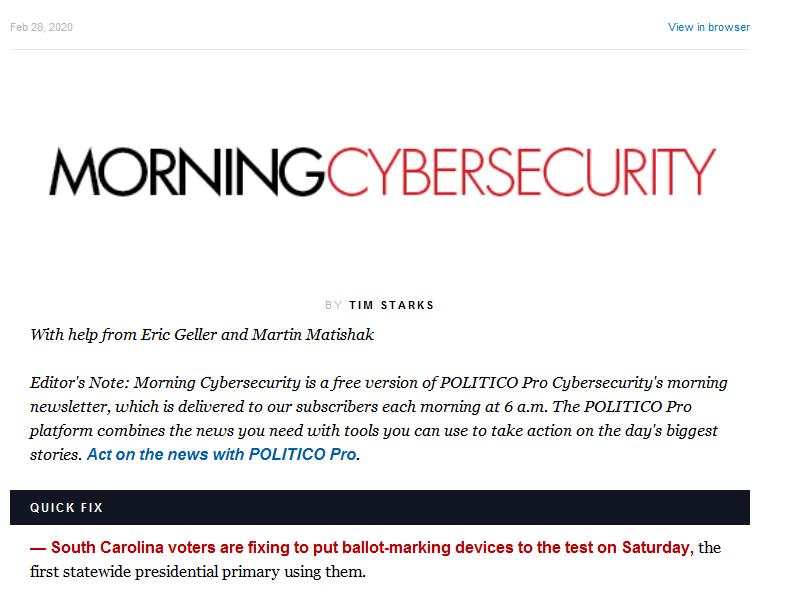 Feb 28, 2020
View in browser
MORNINGCYBERSECURITY
BY TIM STARKS
With help from Eric Geller and Martin Matishak
Editor's Note: Morning Cybersecurity is a free version of POLITICO Pro Cybersecurity's morning
newsletter, which is delivered to our subscribers each morning at 6 a.m. The POLITICO Pro
platform combines the news you need with tools you can use to take action on the day's biggest
stories. Act on the news with POLITICO Pro.
QUICK FIX
— South Carolina voters are fixing to put ballot-marking devices to the test on Saturday, the
first statewide presidential primary using them.